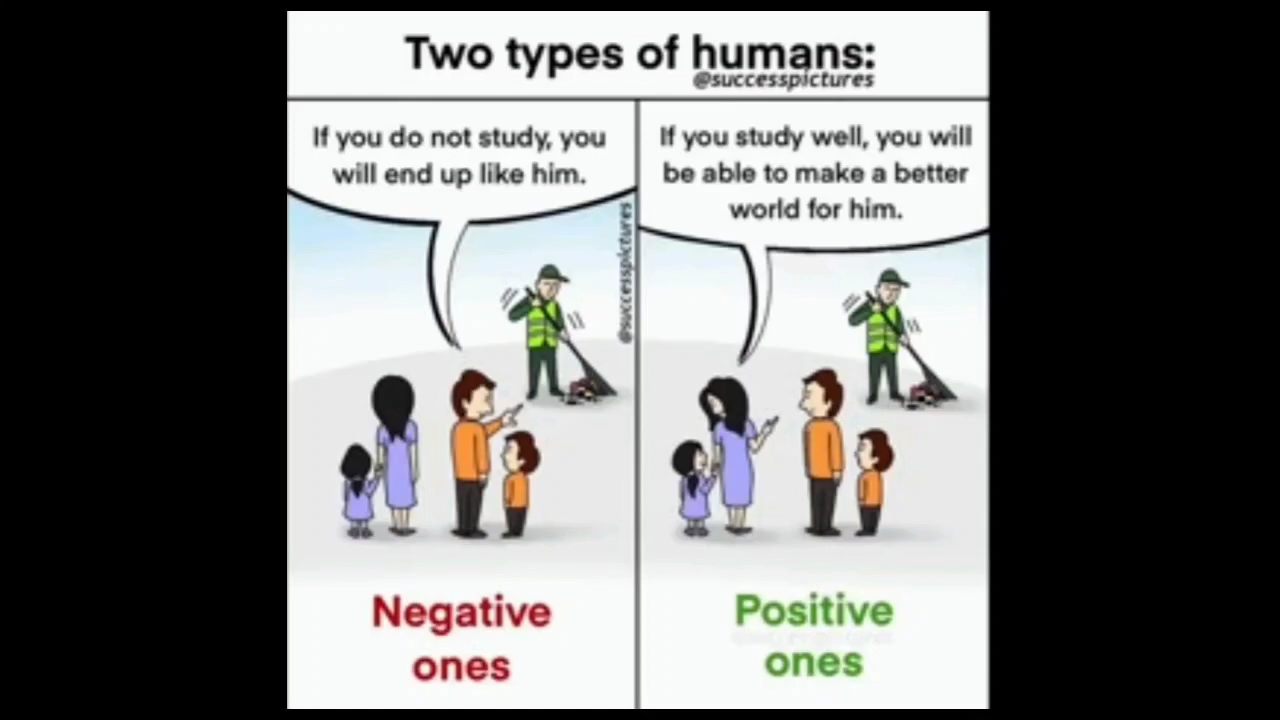 Two types of humans:
@successpictures
If you do not study, you
will end up like him.
@successpictures
If you study well, you will
be able to make a better
world for him.
Negative
ones
Positive
ones